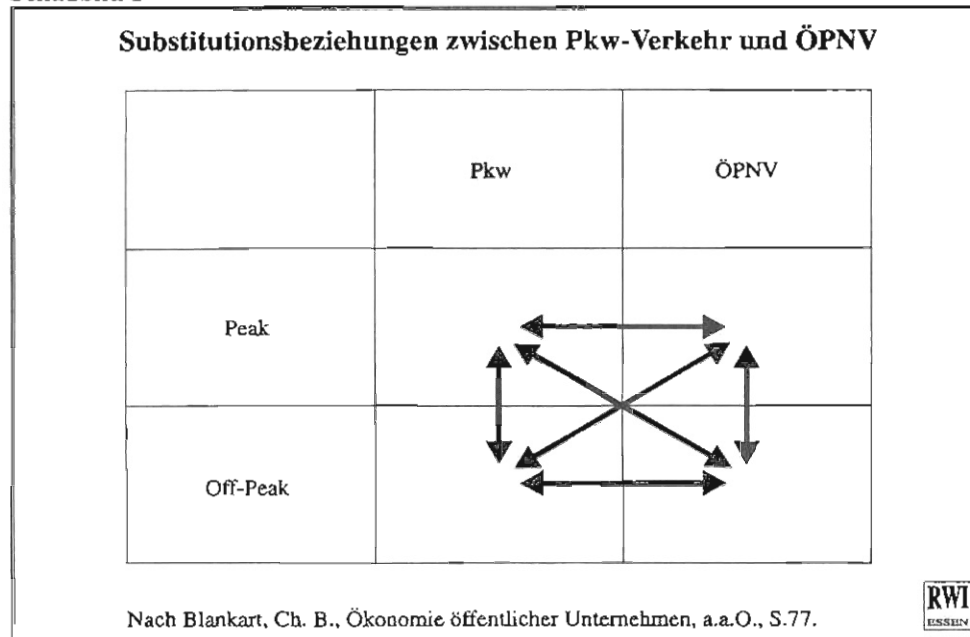 Substitutionsbeziehungen zwischen Pkw-Verkehr und ÖPNV
Pkw ÖPNV
Peak
Off-Peak
Nach Blankart, Ch. B., Ökonomie öffentlicher Unternehmen, a.a.O., S.77.
RWI
ESSEN